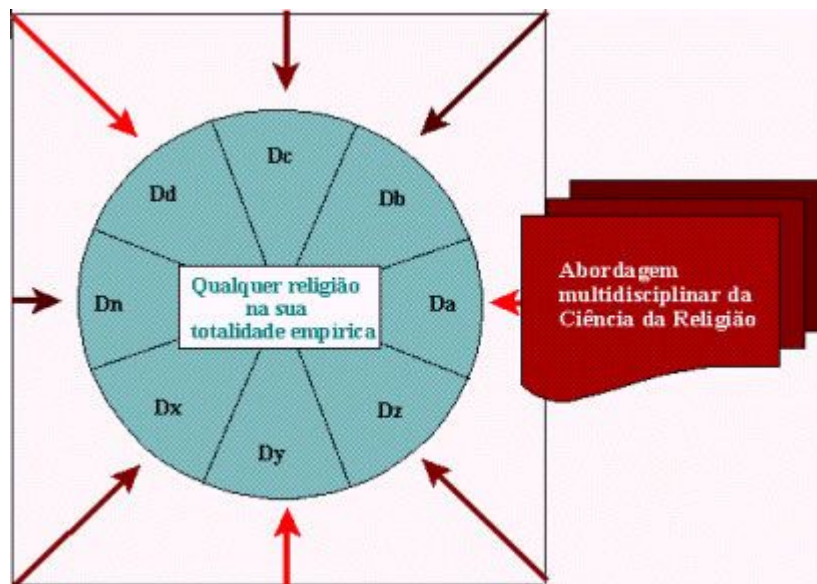 Dc
Dd
Db
Qualquer religião
na sua
totalidade empírica
Dn
Da
Abordagem
multidisciplinar da
Ciência da Religião
Dx
Dz
Dy